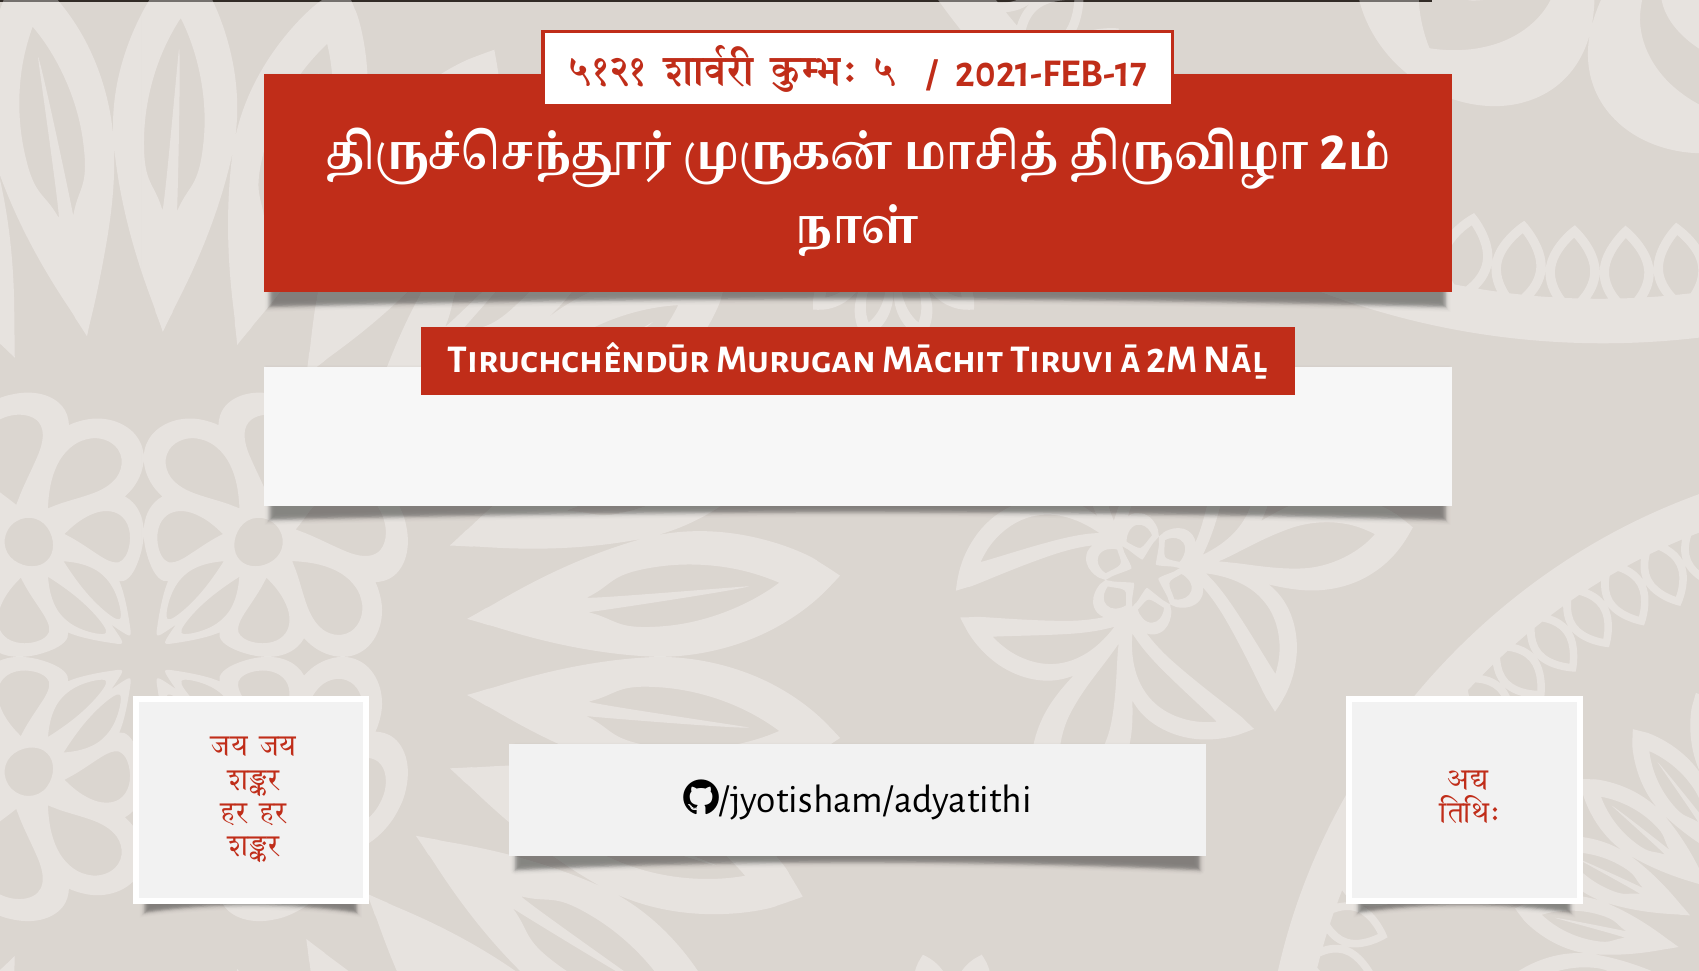 ५१२१ शार्वरी कुम्भः ५ / 2021-FEB-17
திருச்செந்தூர் முருகன் மாசித் திருவிழா 2ம்
நாள்
Tiruchchêndūr Murugan Māchit Tiruvi ā 2m Nāḻ
जय जय
शङ्कर
हर हर
शङ्कर
/jyotisham/adyatithi
अद्य
तिथिः